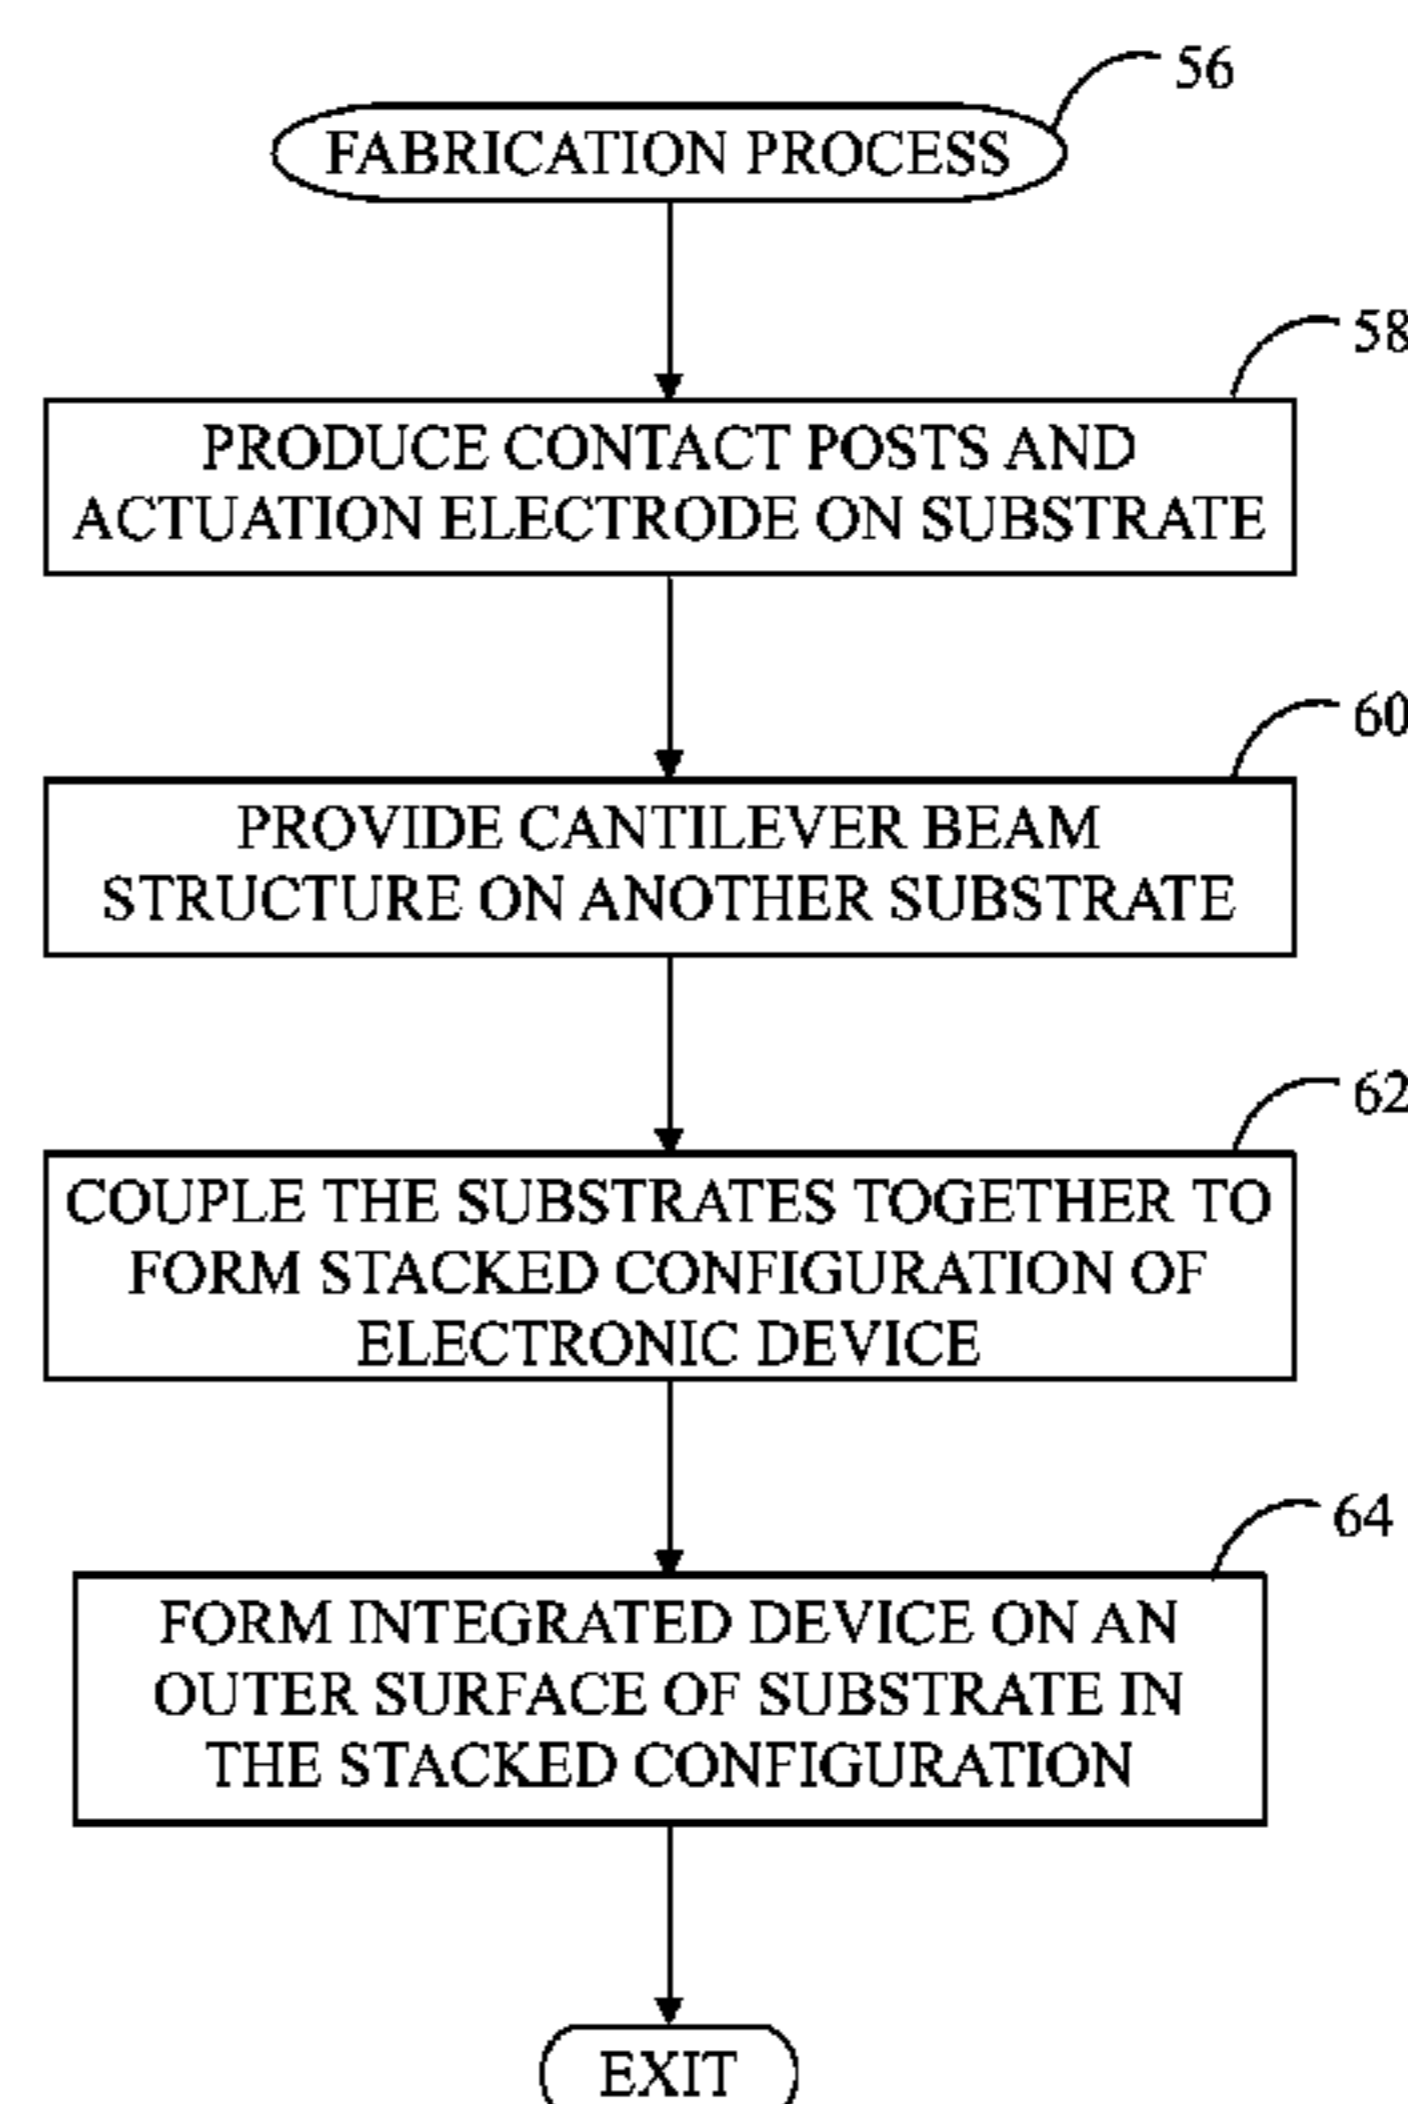 56
FABRICATION PROCESS
58
PRODUCE CONTACT POSTS AND
ACTUATION ELECTRODE ON SUBSTRATE
60
PROVIDE CANTILEVER BEAM
STRUCTURE ON ANOTHER SUBSTRATE
62
COUPLE THE SUBSTRATES TOGETHER TO
FORM STACKED CONFIGURATION OF
ELECTRONIC DEVICE
64
FORM INTEGRATED DEVICE ON AN
OUTER SURFACE OF SUBSTRATE IN
THE STACKED CONFIGURATION
EXIT